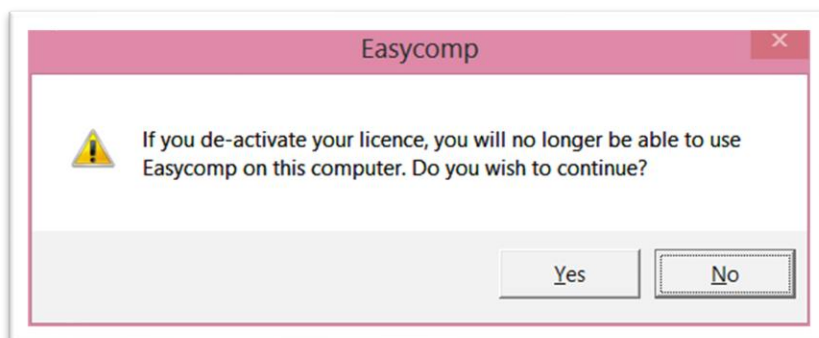 Easycomp
If you de-activate your licence, you will no longer be able to use
Easycomp on this computer. Do you wish to continue?
Yes
No